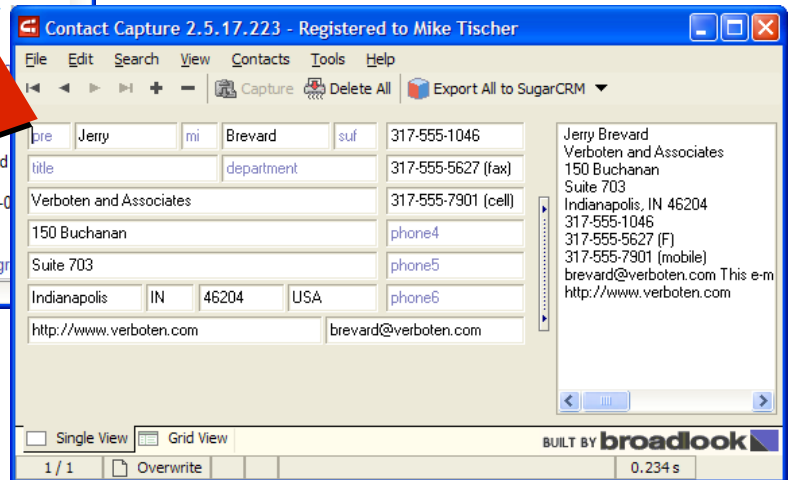 Contact Capture 2.5.17.223 - Registered to Mike Tischer
File Edit Search View Contacts Tools Help
Capture Delete All Export All to SugarCRM
pre Jerry mi Brevard suf 317-555-1046
title department 317-555-5627 (fax)
Verboten and Associates 317-555-7901 (cell)
150 Buchanan phone4
Suite 703 phone5
Indianapolis IN 46204 USA phone6
http://www.verboten.com brevard@verboten.com
Jerry Brevard
Verboten and Associates
150 Buchanan
Suite 703
Indianapolis, IN 46204
317-555-1046
317-555-5627 (F)
317-555-7901 (mobile)
brevard@verboten.com This e-m
http://www.verboten.com
Single View Grid View BUILT BY broadlook
1 / 1 Overwrite 0.234 s